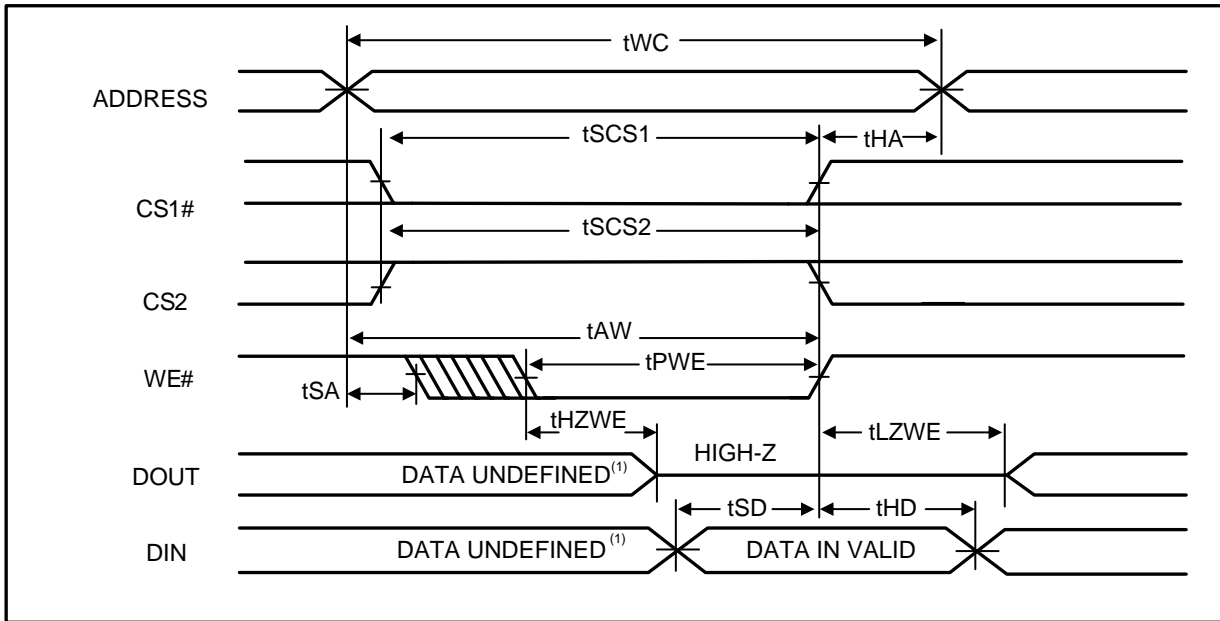 tWC
ADDRESS
tSCS1
tHA
CS1#
tSCS2
CS2
tAW
WE#
tPWE
tSA
tHZWE
tLZWE
HIGH-Z
DOUT
DATA UNDEFINED(1)
tSD
tHD
DIN
DATA UNDEFINED(1)
DATA IN VALID